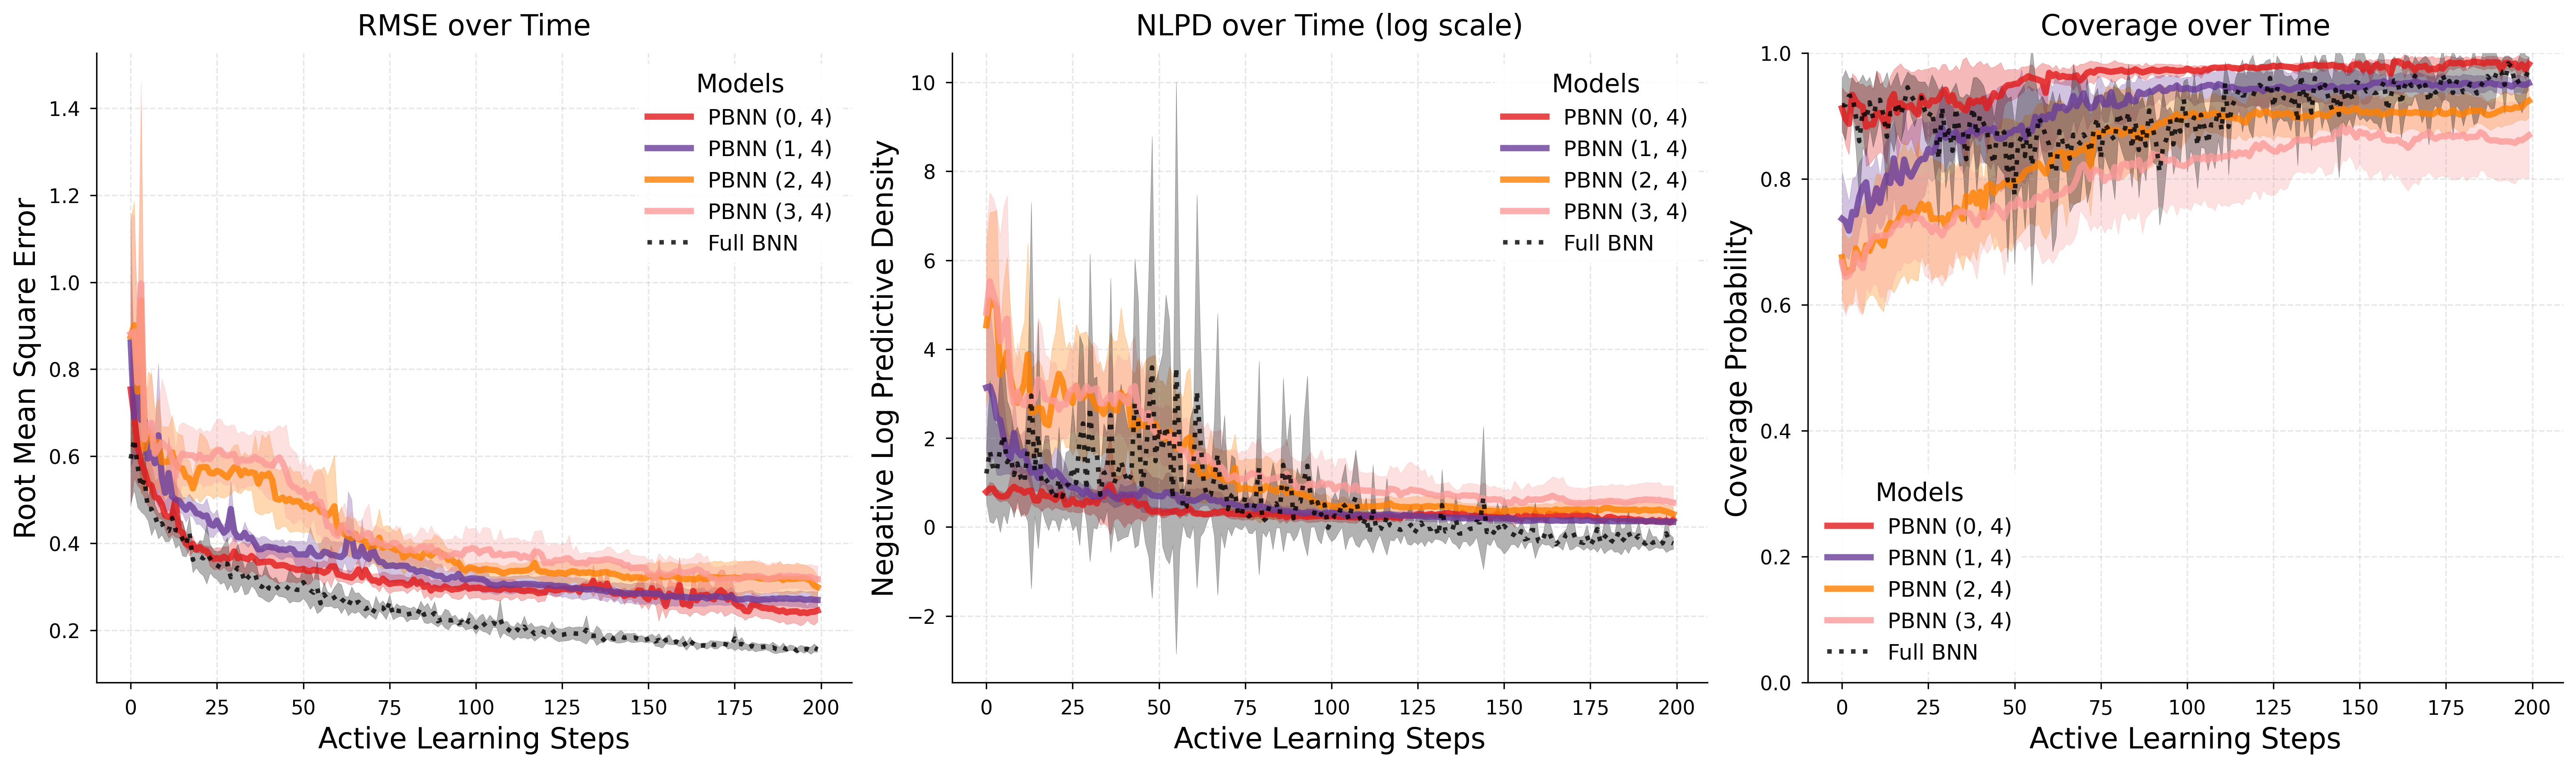 RMSE over Time
Root Mean Square Error
1.4
1.2
1.0
0.8
0.6
0.4
0.2
0 25 50 75 100 125 150 175 200
Active Learning Steps
Models
PBNN (0, 4)
PBNN (1, 4)
PBNN (2, 4)
PBNN (3, 4)
Full BNN
NLPD over Time (log scale)
Negative Log Predictive Density
10
8
6
4
2
0
−2
0 25 50 75 100 125 150 175 200
Active Learning Steps
Models
PBNN (0, 4)
PBNN (1, 4)
PBNN (2, 4)
PBNN (3, 4)
Full BNN
Coverage over Time
Coverage Probability
1.0
0.8
0.6
0.4
0.2
0.0
0 25 50 75 100 125 150 175 200
Active Learning Steps
Models
PBNN (0, 4)
PBNN (1, 4)
PBNN (2, 4)
PBNN (3, 4)
Full BNN